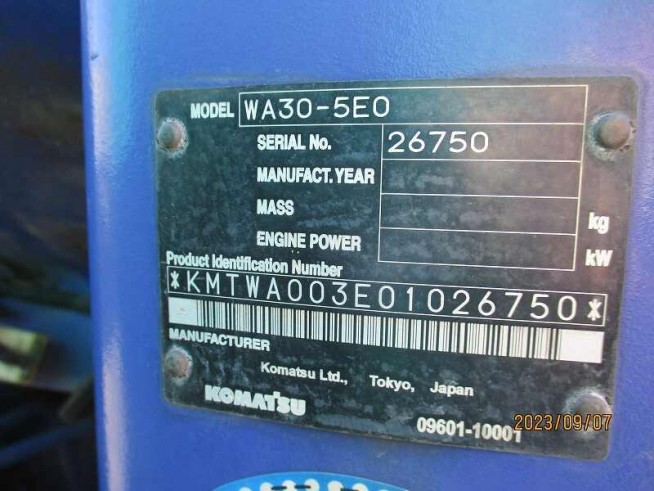 MODEL WA30-5E0
SERIAL No. 26750
MANUFACT. YEAR
MASS kg
ENGINE POWER kW
Product Identification Number
*KMTWA003E01026750*
MANUFACTURER
Komatsu Ltd., Tokyo, Japan
KOMATSU
09601-10001
2023/09/07